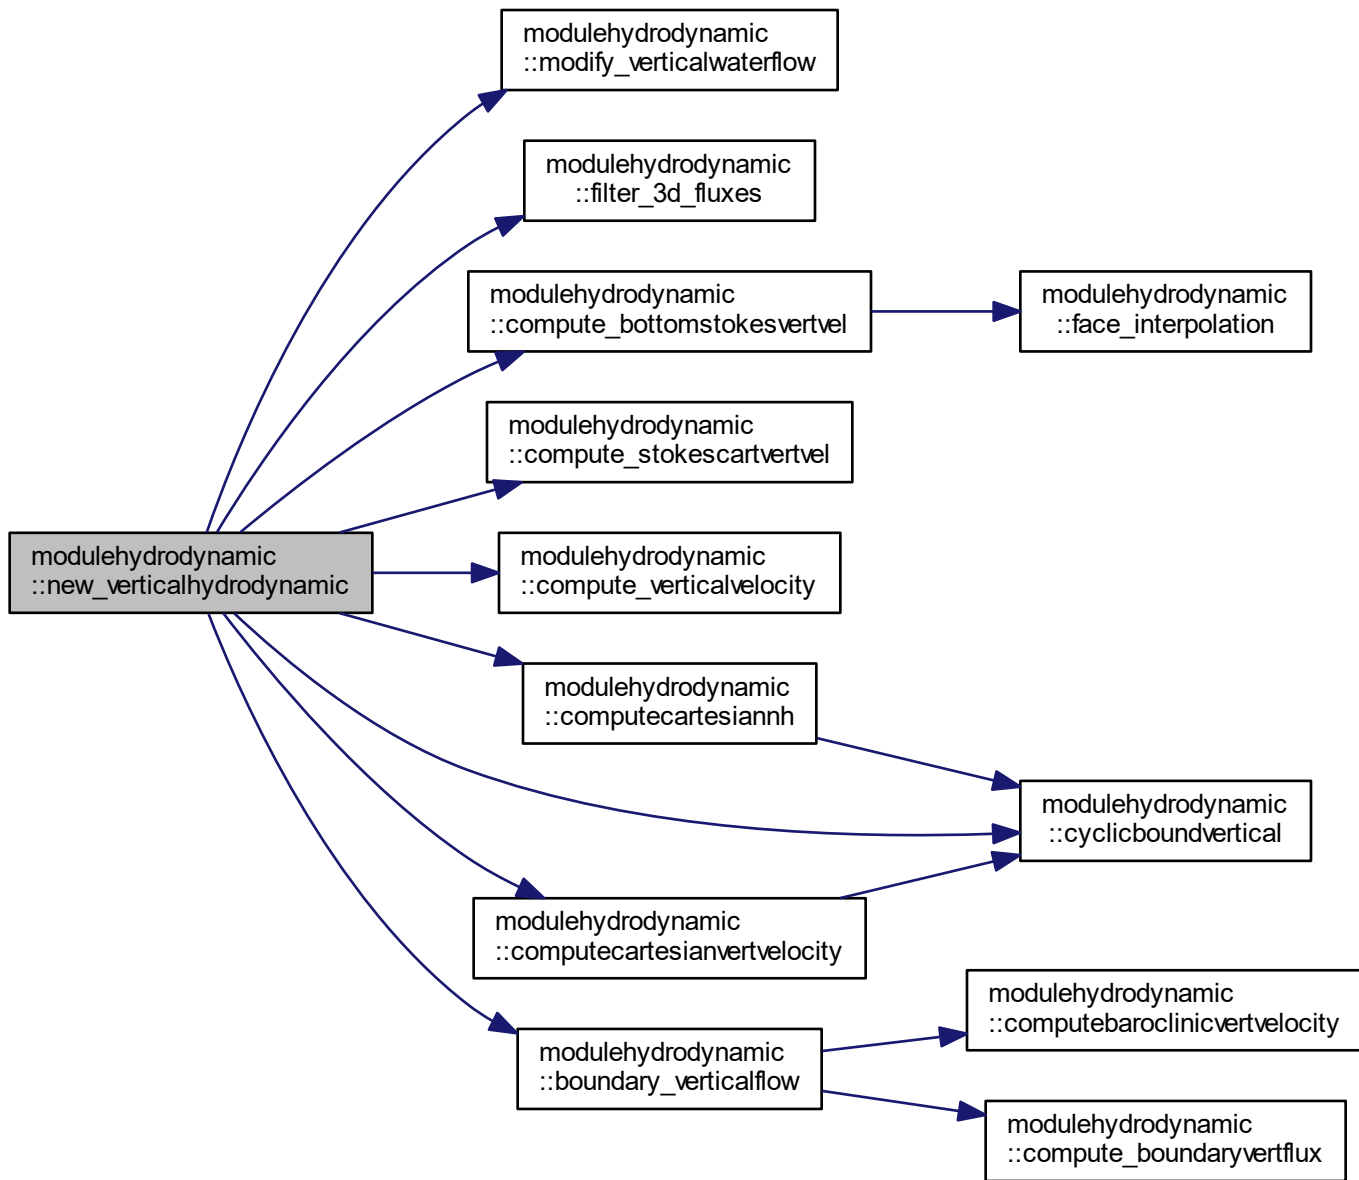 modulehydrodynamic
::modify_verticalwaterflow
modulehydrodynamic
::filter_3d_fluxes
modulehydrodynamic
::compute_bottomstokesvertvel
modulehydrodynamic
::face_interpolation
modulehydrodynamic
::compute_stokescartvertvel
modulehydrodynamic
::new_verticalhydrodynamic
modulehydrodynamic
::compute_verticalvelocity
modulehydrodynamic
::computecartesiannh
modulehydrodynamic
::cyclicboundvertical
modulehydrodynamic
::computecartesianvertvelocity
modulehydrodynamic
::computebaroclinicvertvelocity
modulehydrodynamic
::boundary_verticalflow
modulehydrodynamic
::compute_boundaryvertflux